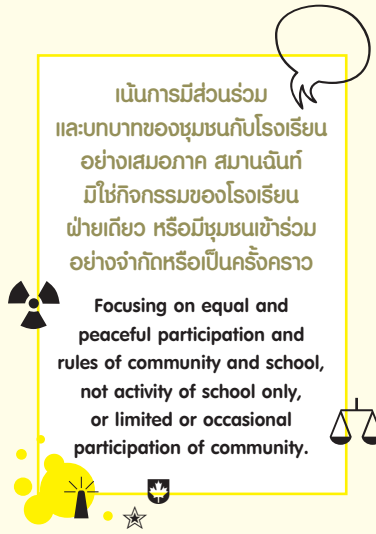 เน้นการมีส่วนร่วม
และบทบาทของชุมชนกับโรงเรียน
อย่างเสมอภาค สมานฉันท์
มิใช่กิจกรรมของโรงเรียน
ฝ่ายเดียว หรือมีชุมชนเข้าร่วม
อย่างจำกัดหรือเป็นครั้งคราว
Focusing on equal and
peaceful participation and
rules of community and school,
not activity of school only,
or limited or occasional
participation of community.